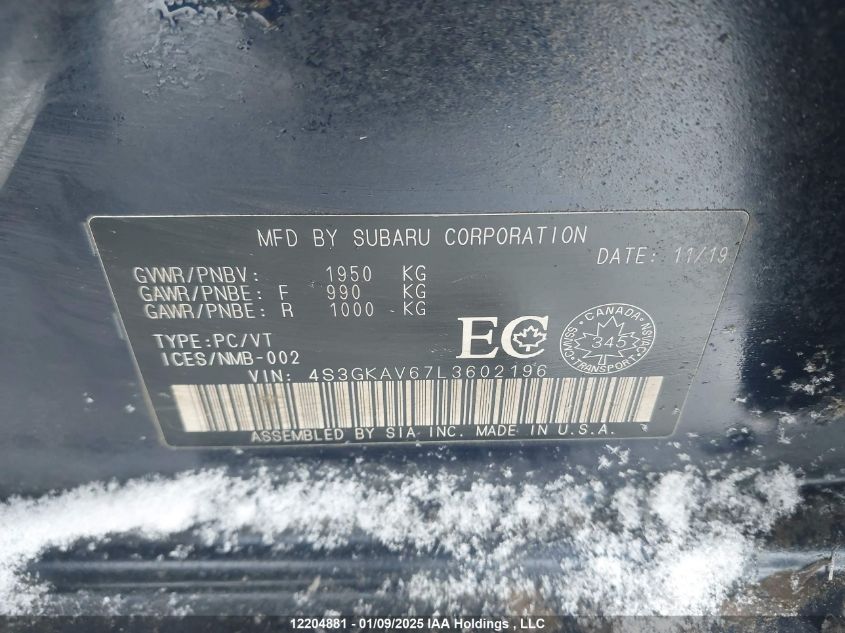 MFD BY SUBARU CORPORATION
DATE: 11/19
GVWR/PNBV: 1950 KG
GAWR/PNBE: F 990 KG
GAWR/PNBE: R 1000 KG
TYPE: PC/VT
ICES/NMB-002
EC
CANADA
345
TRANSPORT
CMVSS
NSVAC
VIN: 4S3GKAV67L3602196
ASSEMBLED BY SIA, INC. MADE IN U.S.A.
12204881 - 01/09/2025 IAA Holdings , LLC